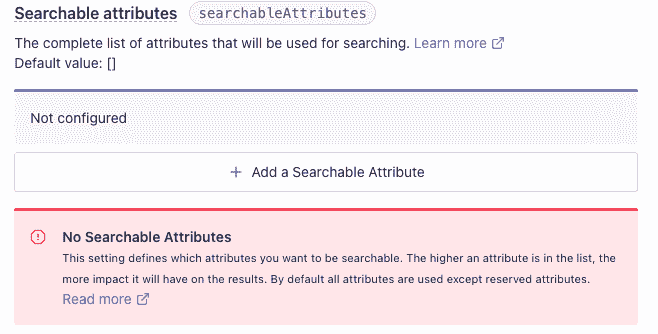 Searchable attributes searchableAttributes
The complete list of attributes that will be used for searching. Learn more
Default value: []
Not configured
+ Add a Searchable Attribute
No Searchable Attributes
This setting defines which attributes you want to be searchable. The higher an attribute is in the list, the
more impact it will have on the results. By default all attributes are used except reserved attributes.
Read more